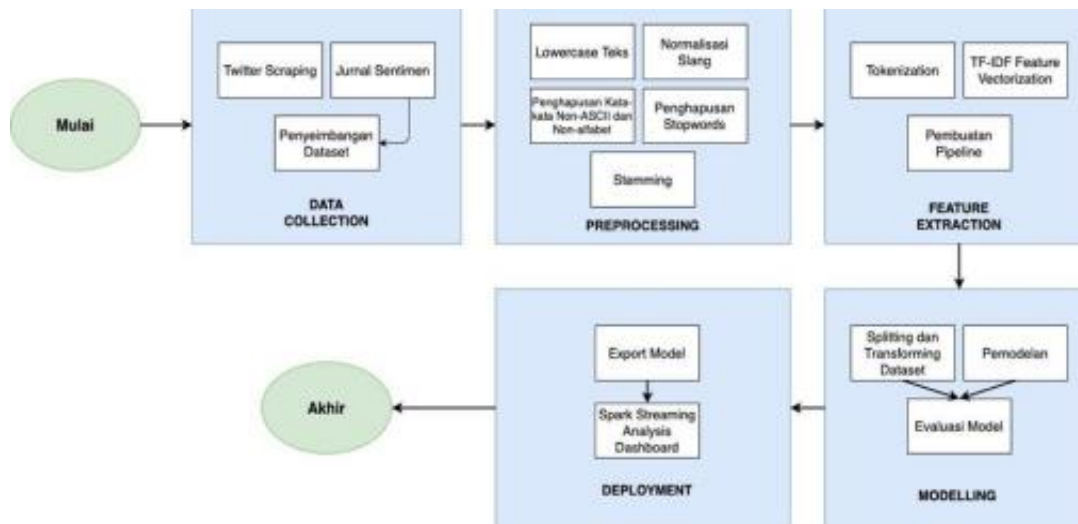 Mulai
Twitter Scraping
Jurnal Sentimen
Penyeimbangan
Dataset
DATA
COLLECTION
Lowercase Teks
Normalisasi
Slang
Penghapusan Kata-
kata Non-ASCII dan
Non-alfabet
Penghapusan
Stopwords
Stemming
PREPROCESSING
Tokenization
TF-IDF Feature
Vectorization
Pembuatan
Pipeline
FEATURE
EXTRACTION
Splitting dan
Transforming
Dataset
Pemodelan
Evaluasi Model
MODELLING
Export Model
Spark Streaming
Analysis
Dashboard
DEPLOYMENT
Akhir